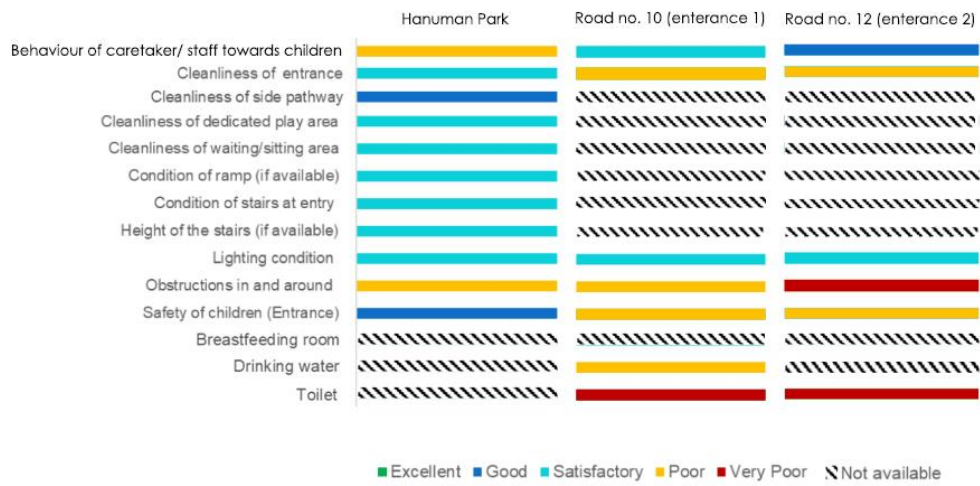 Hanuman Park Road no. 10 (enterance 1) Road no. 12 (enterance 2)
Behaviour of caretaker/ staff towards children
Cleanliness of entrance
Cleanliness of side pathway
Cleanliness of dedicated play area
Cleanliness of waiting/sitting area
Condition of ramp (if available)
Condition of stairs at entry
Height of the stairs (if available)
Lighting condition
Obstructions in and around
Safety of children (Entrance)
Breastfeeding room
Drinking water
Toilet
Excellent Good Satisfactory Poor Very Poor Not available